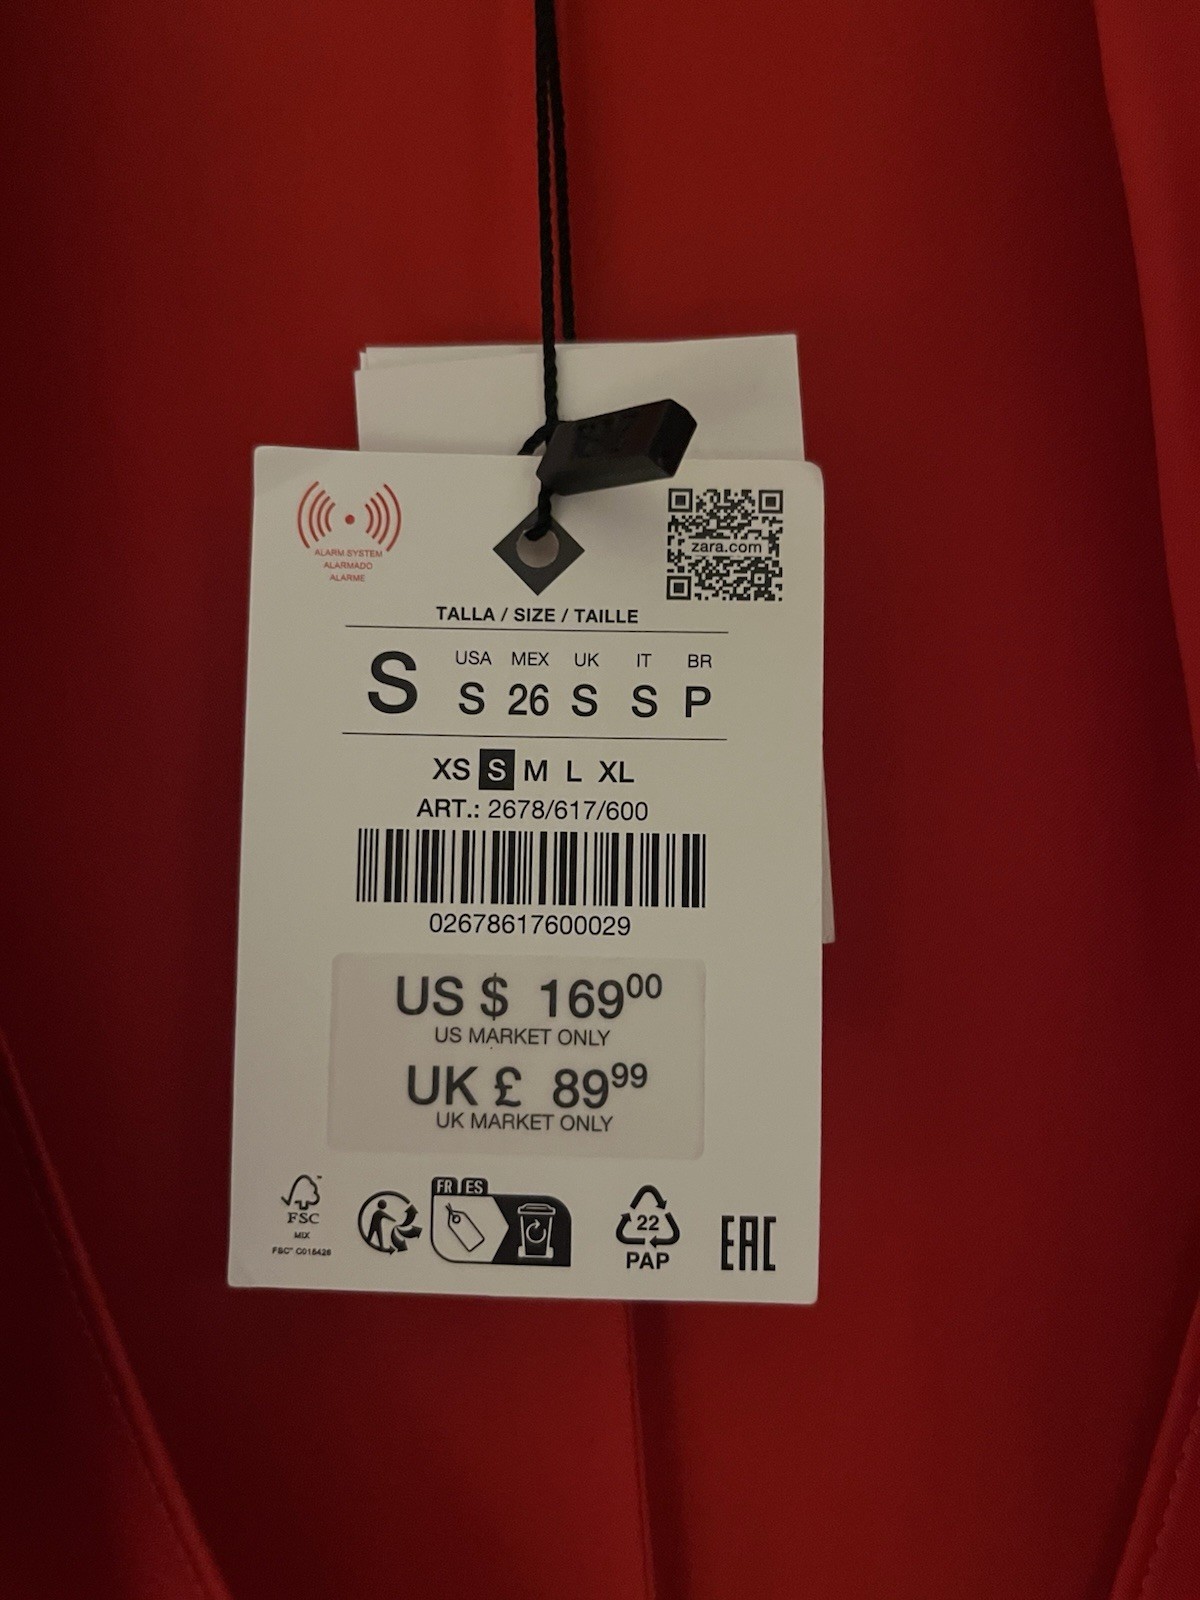 ALARM SYSTEM
ALARMADO
ALARME
zara.com
TALLA / SIZE / TAILLE
S
USA MEX UK IT BR
S 26 S S P
XS S M L XL
ART.: 2678/617/600
02678617600029
US $ 169⁰⁰
US MARKET ONLY
UK £ 89⁹⁹
UK MARKET ONLY
FSC
MIX
FSC™ C015426
FR ES
22
PAP
EAC